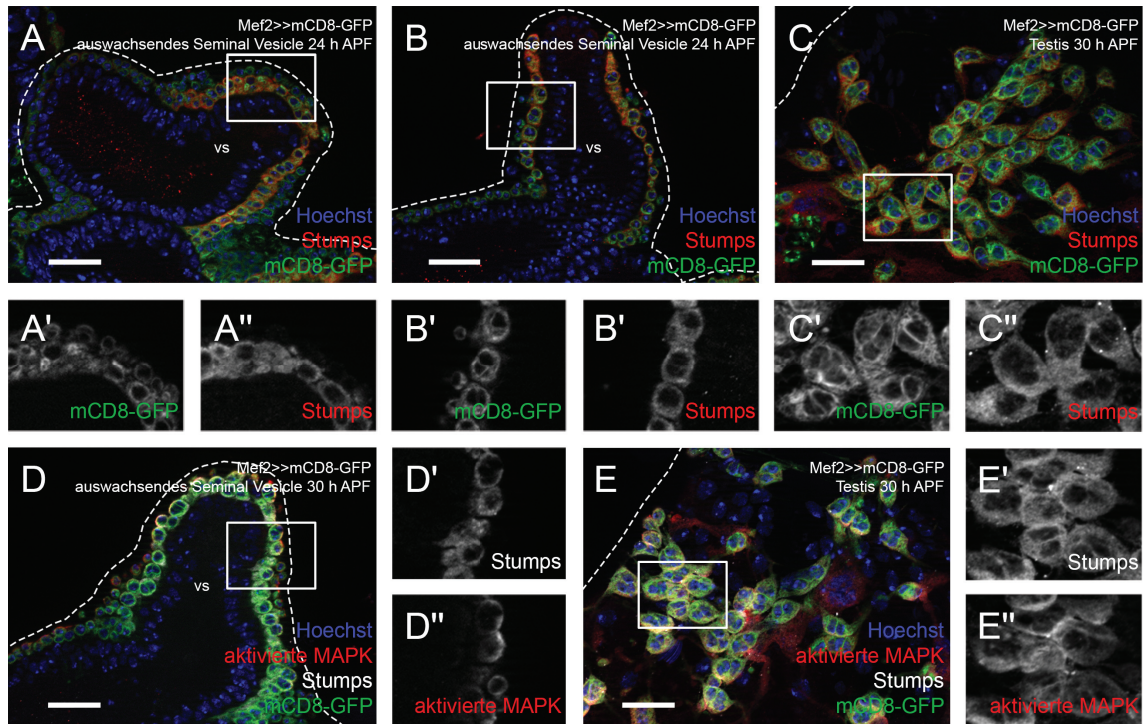 A
Mef2>>mCD8-GFP
auswachsendes Seminal Vesicle 24 h APF
vs
Hoechst
Stumps
mCD8-GFP
B
Mef2>>mCD8-GFP
auswachsendes Seminal Vesicle 24 h APF
vs
Hoechst
Stumps
mCD8-GFP
C
Mef2>>mCD8-GFP
Testis 30 h APF
Hoechst
Stumps
mCD8-GFP
A'
mCD8-GFP
A"
Stumps
B'
mCD8-GFP
B'
Stumps
C'
mCD8-GFP
C"
Stumps
D
Mef2>>mCD8-GFP
auswachsendes Seminal Vesicle 30 h APF
vs
Hoechst
aktivierte MAPK
Stumps
mCD8-GFP
D'
Stumps
D"
aktivierte MAPK
E
Mef2>>mCD8-GFP
Testis 30 h APF
Hoechst
aktivierte MAPK
Stumps
mCD8-GFP
E'
Stumps
E"
aktivierte MAPK